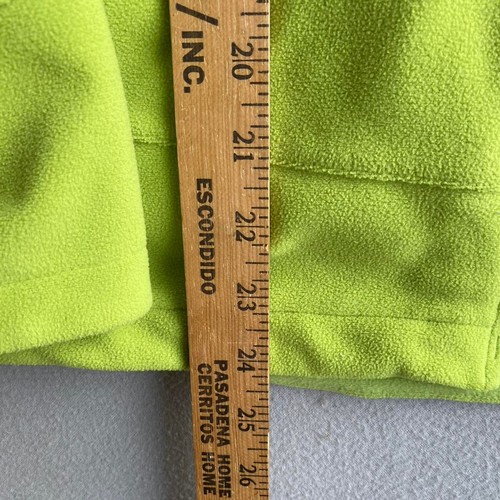 / INC.
ESCONDIDO
PASADENA HOME
CERRITOS HOME
20
21
22
23
24
25
26